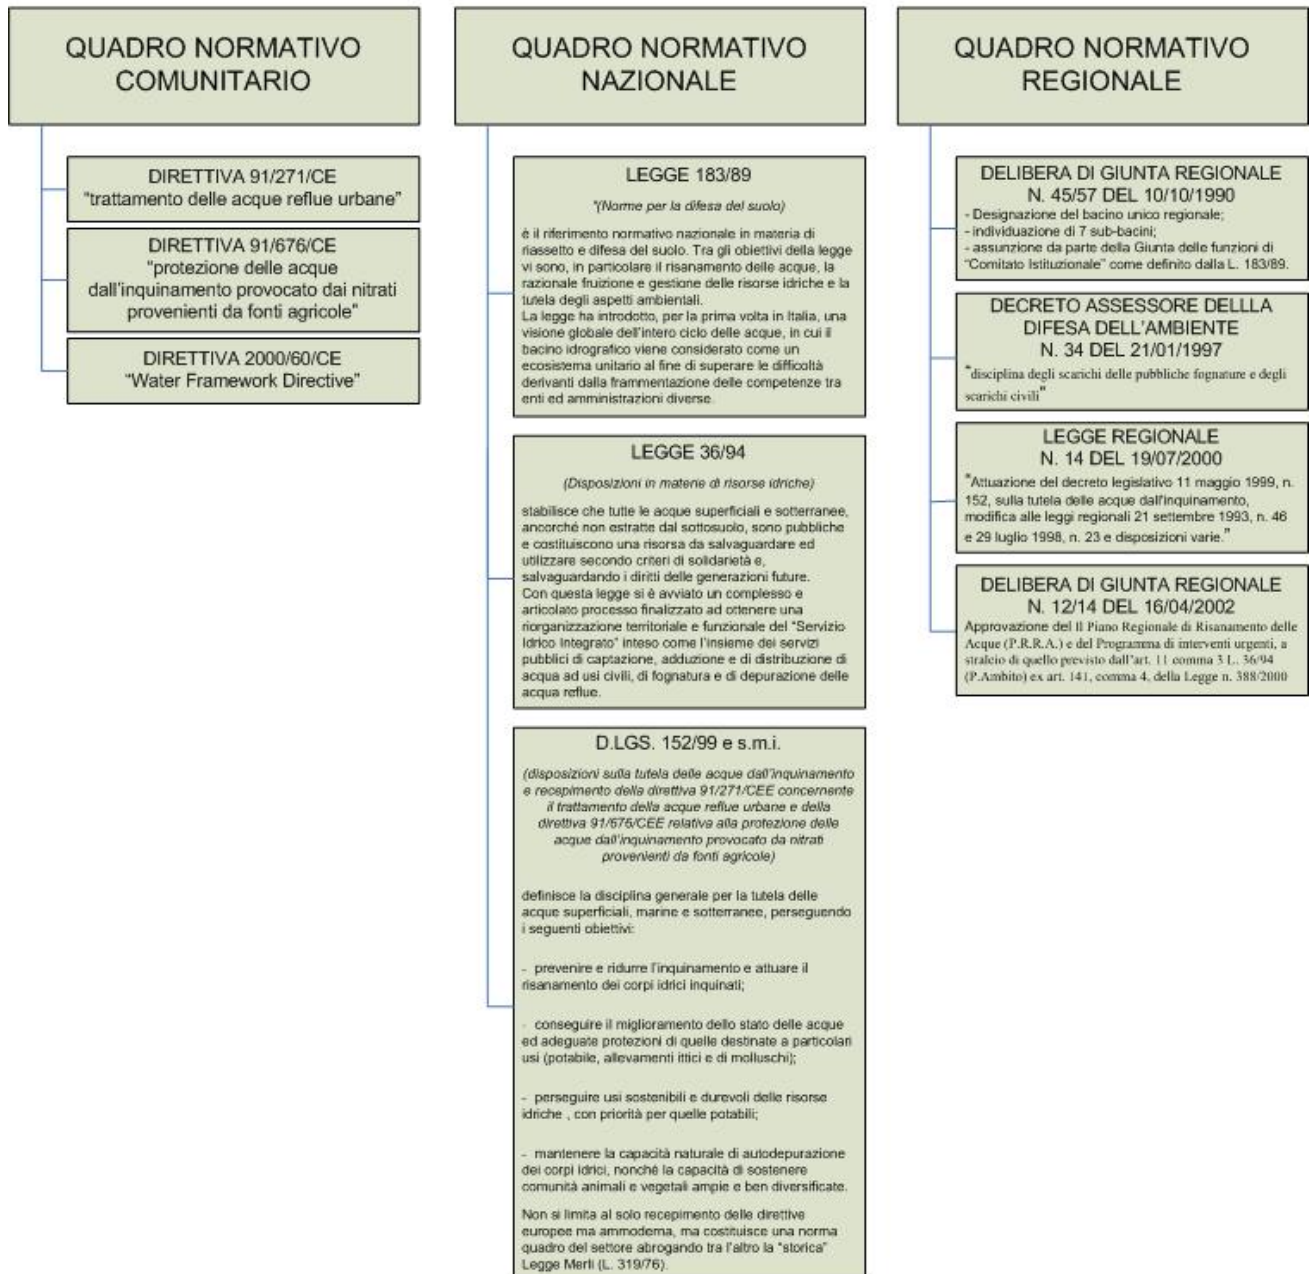 QUADRO NORMATIVO
COMUNITARIO
DIRETTIVA 91/271/CE
"trattamento delle acque reflue urbane"
DIRETTIVA 91/676/CE
"protezione delle acque
dall'inquinamento provocato dai nitrati
provenienti da fonti agricole"
DIRETTIVA 2000/60/CE
"Water Framework Directive"
QUADRO NORMATIVO
NAZIONALE
LEGGE 183/89
"(Norme per la difesa del suolo)
è il riferimento normativo nazionale in materia di
riassetto e difesa del suolo. Tra gli obiettivi della legge
vi sono, in particolare il risanamento delle acque, la
razionale fruizione e gestione delle risorse idriche e la
tutela degli aspetti ambientali.
La legge ha introdotto, per la prima volta in Italia, una
visione globale dell'intero ciclo delle acque, in cui il
bacino idrografico viene considerato come un
ecosistema unitario al fine di superare le difficoltà
derivanti dalla frammentazione delle competenze tra
enti ed amministrazioni diverse.
LEGGE 36/94
(Disposizioni in materie di risorse idriche)
stabilisce che tutte le acque superficiali e sotterranee,
ancorché non estratte dal sottosuolo, sono pubbliche
e costituiscono una risorsa da salvaguardare ed
utilizzare secondo criteri di solidarietà e,
salvaguardando i diritti delle generazioni future.
Con questa legge si è avviato un complesso e
articolato processo finalizzato ad ottenere una
riorganizzazione territoriale e funzionale del "Servizio
Idrico Integrato" inteso come l'insieme dei servizi
pubblici di captazione, adduzione e di distribuzione di
acqua ad usi civili, di fognatura e di depurazione delle
acqua reflue.
D.LGS. 152/99 e s.m.i.
(disposizioni sulla tutela delle acque dall'inquinamento
e recepimento della direttiva 91/271/CEE concernente
il trattamento della acque reflue urbane e della
direttiva 91/676/CEE relativa alla protezione delle
acque dall'inquinamento provocato da nitrati
provenienti da fonti agricole)
definisce la disciplina generale per la tutela delle
acque superficiali, marine e sotterranee, perseguendo
i seguenti obiettivi:
- prevenire e ridurre l'inquinamento e attuare il
risanamento dei corpi idrici inquinati;
- conseguire il miglioramento dello stato delle acque
ed adeguate protezioni di quelle destinate a particolari
usi (potabile, allevamenti ittici e di molluschi);
- perseguire usi sostenibili e durevoli delle risorse
idriche , con priorità per quelle potabili;
- mantenere la capacità naturale di autodepurazione
dei corpi idrici, nonché la capacità di sostenere
comunità animali e vegetali ampie e ben diversificate.
Non si limita al solo recepimento delle direttive
europee ma ammoderna, ma costituisce una norma
quadro del settore abrogando tra l'altro la "storica"
Legge Merli (L. 319/76).
QUADRO NORMATIVO
REGIONALE
DELIBERA DI GIUNTA REGIONALE
N. 45/57 DEL 10/10/1990
- Designazione del bacino unico regionale;
- individuazione di 7 sub-bacini;
- assunzione da parte della Giunta delle funzioni di
"Comitato Istituzionale" come definito dalla L. 183/89.
DECRETO ASSESSORE DELLLA
DIFESA DELL'AMBIENTE
N. 34 DEL 21/01/1997
"disciplina degli scarichi delle pubbliche fognature e degli
scarichi civili"
LEGGE REGIONALE
N. 14 DEL 19/07/2000
"Attuazione del decreto legislativo 11 maggio 1999, n.
152, sulla tutela delle acque dall'inquinamento,
modifica alle leggi regionali 21 settembre 1993, n. 46
e 29 luglio 1998, n. 23 e disposizioni varie."
DELIBERA DI GIUNTA REGIONALE
N. 12/14 DEL 16/04/2002
Approvazione del Il Piano Regionale di Risanamento delle
Acque (P.R.R.A.) e del Programma di interventi urgenti, a
stralcio di quello previsto dall'art. 11 comma 3 L. 36/94
(P.Ambito) ex art. 141, comma 4, della Legge n. 388/2000